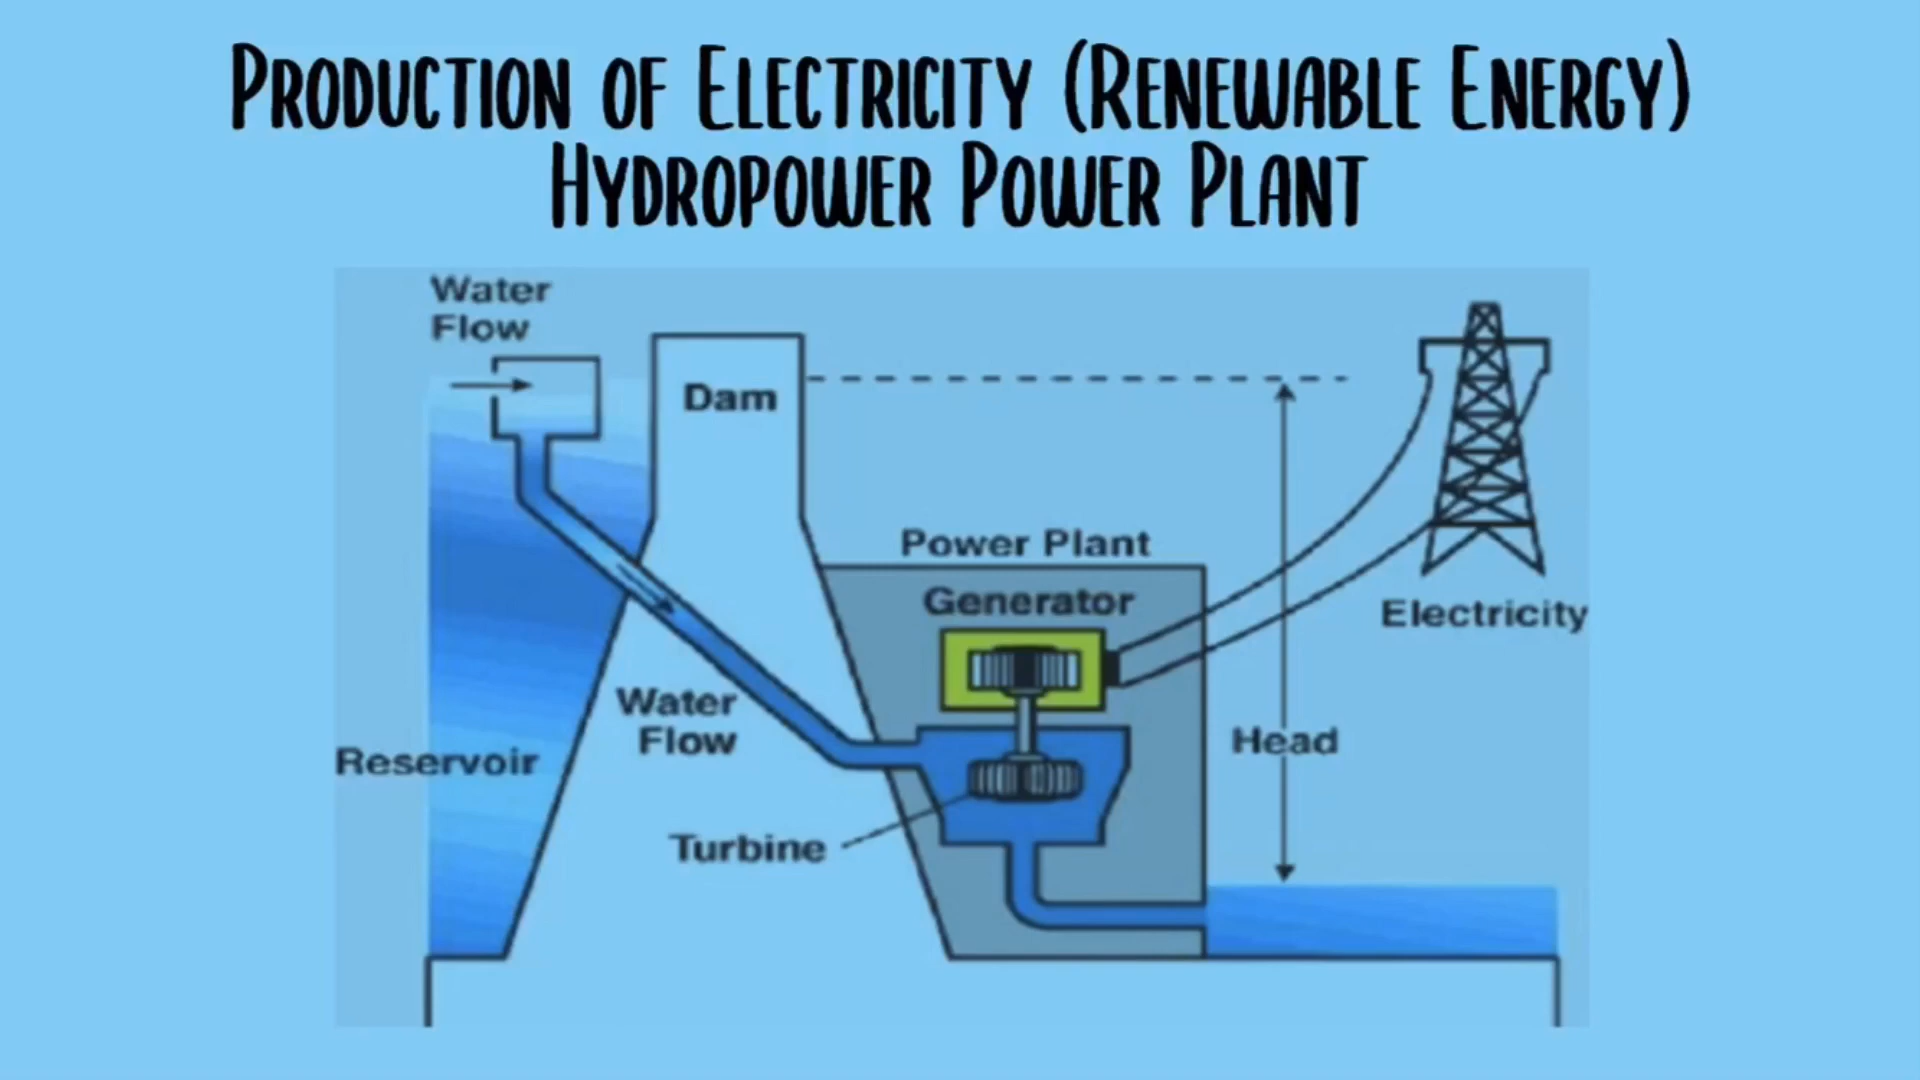 PRODUCTION OF ELECTRICITY (RENEWABLE ENERGY)
HYDROPOWER POWER PLANT
Water
Flow
Dam
Power Plant
Generator
Electricity
Water
Flow
Head
Reservoir
Turbine